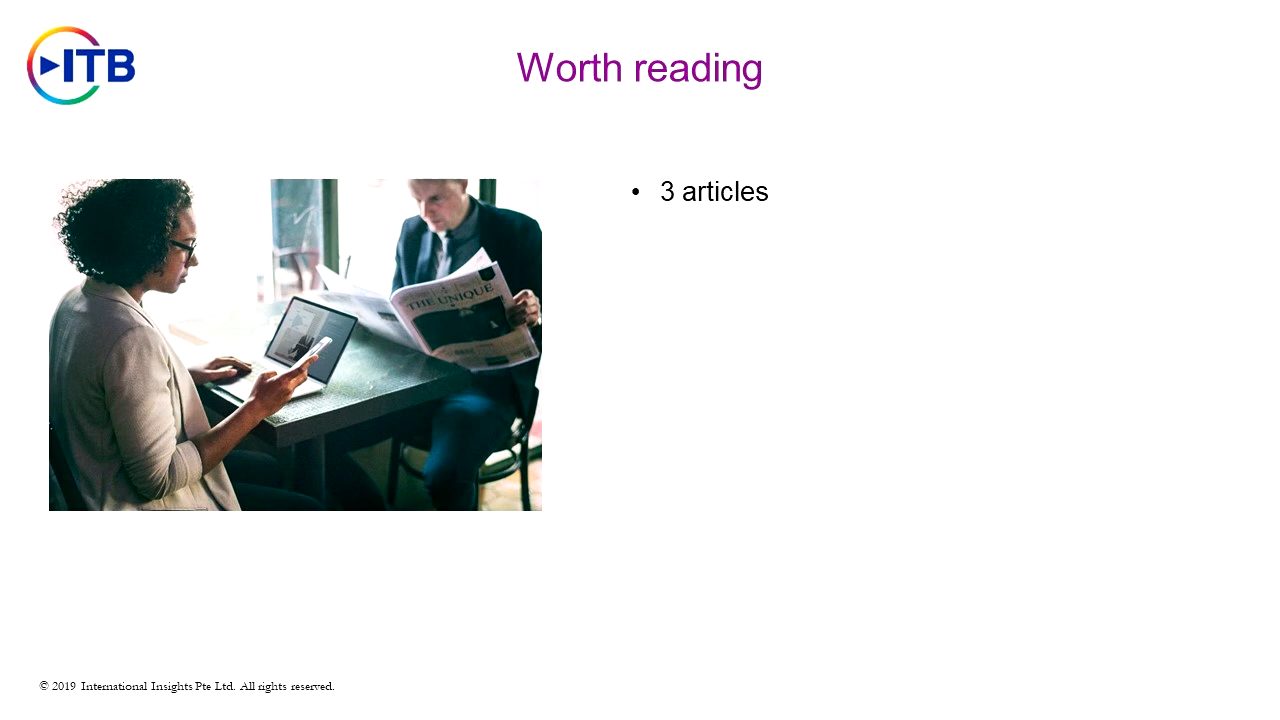 ITB
Worth reading
• 3 articles
THE UNIQUE
© 2019 International Insights Pte Ltd. All rights reserved.